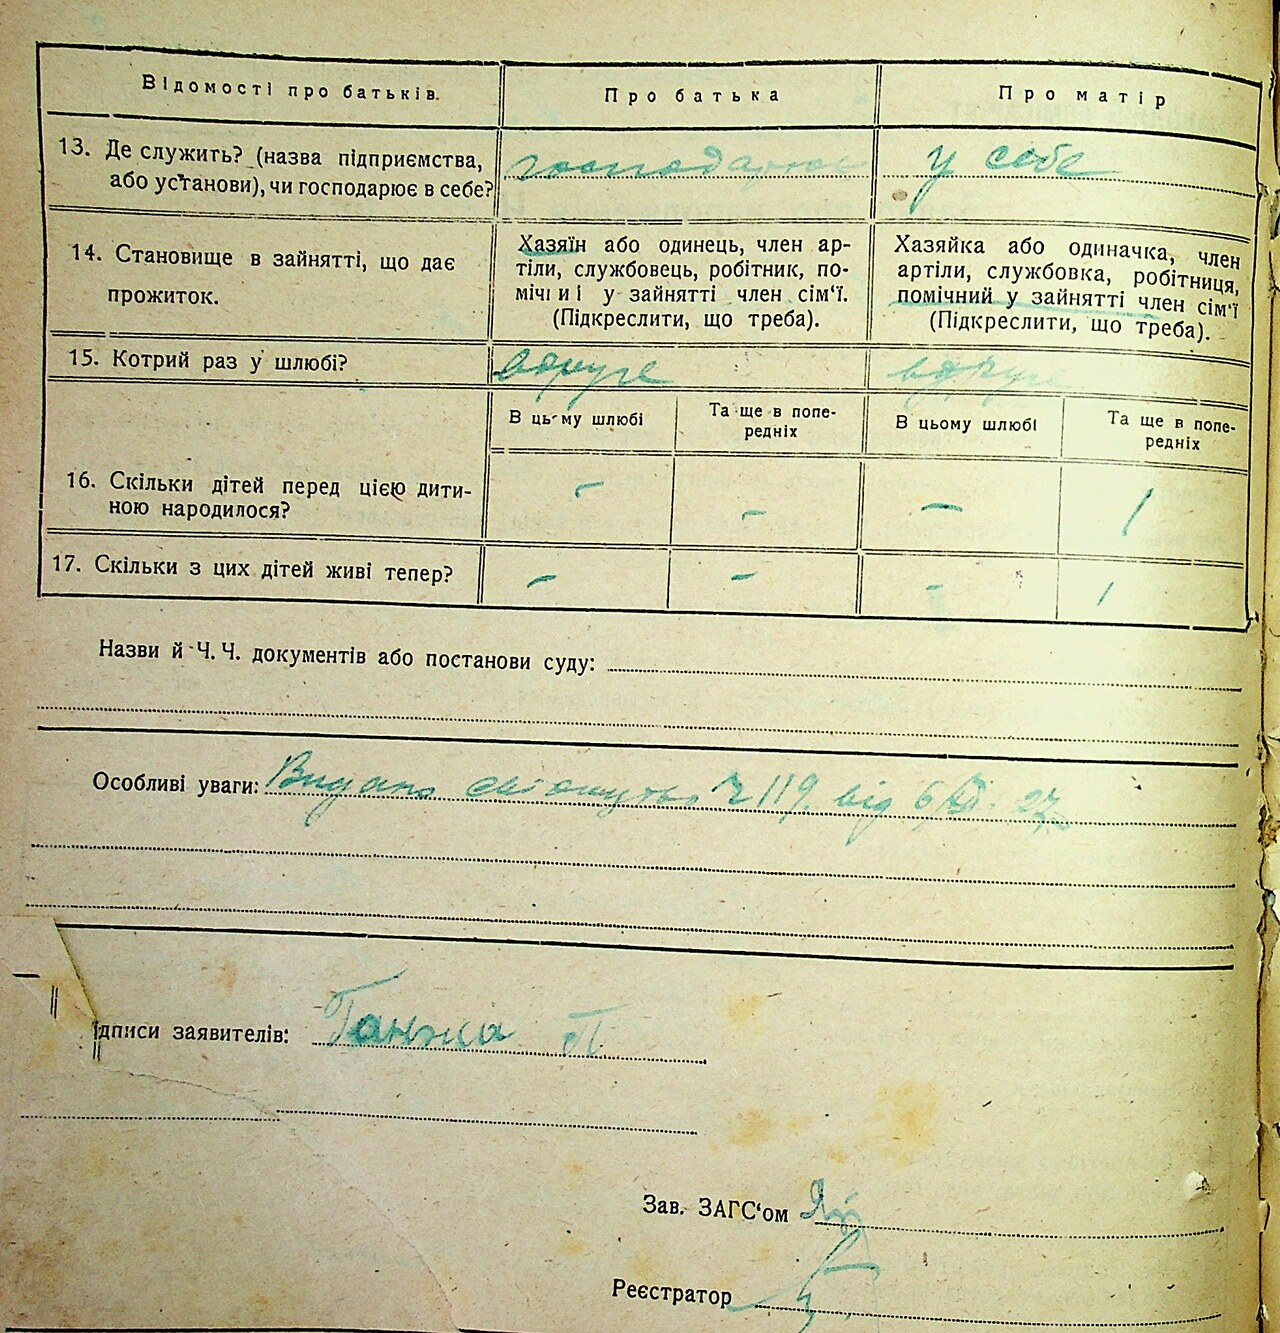 Відомості про батьків. Про батька Про матір
13. Де служить? (назва підприємства, господарює у себе
або установи), чи господарює в себе?
14. Становище в зайнятті, що дає
прожиток.
Хазяїн або одинець, член ар-
тіли, службовець, робітник, по-
мічний у зайнятті член сім‘ї.
(Підкреслити, що треба).
Хазяйка або одиначка, член
артіли, службовка, робітниця,
помічний у зайнятті член сім‘ї
(Підкреслити, що треба).
15. Котрий раз у шлюбі? вдруге вдруге
В цьому шлюбі
Та ще в попе-
редніх
В цьому шлюбі
Та ще в попе-
редніх
16. Скільки дітей перед цією дити-
ною народилося? – – – 1
17. Скільки з цих дітей живі тепер? – – – 1
Назви й Ч. Ч. документів або постанови суду:
Особливі уваги: Видано 119. від 6 27
ідписи заявителів: Ганжа П
Зав. ЗАГС‘ом
Реєстратор